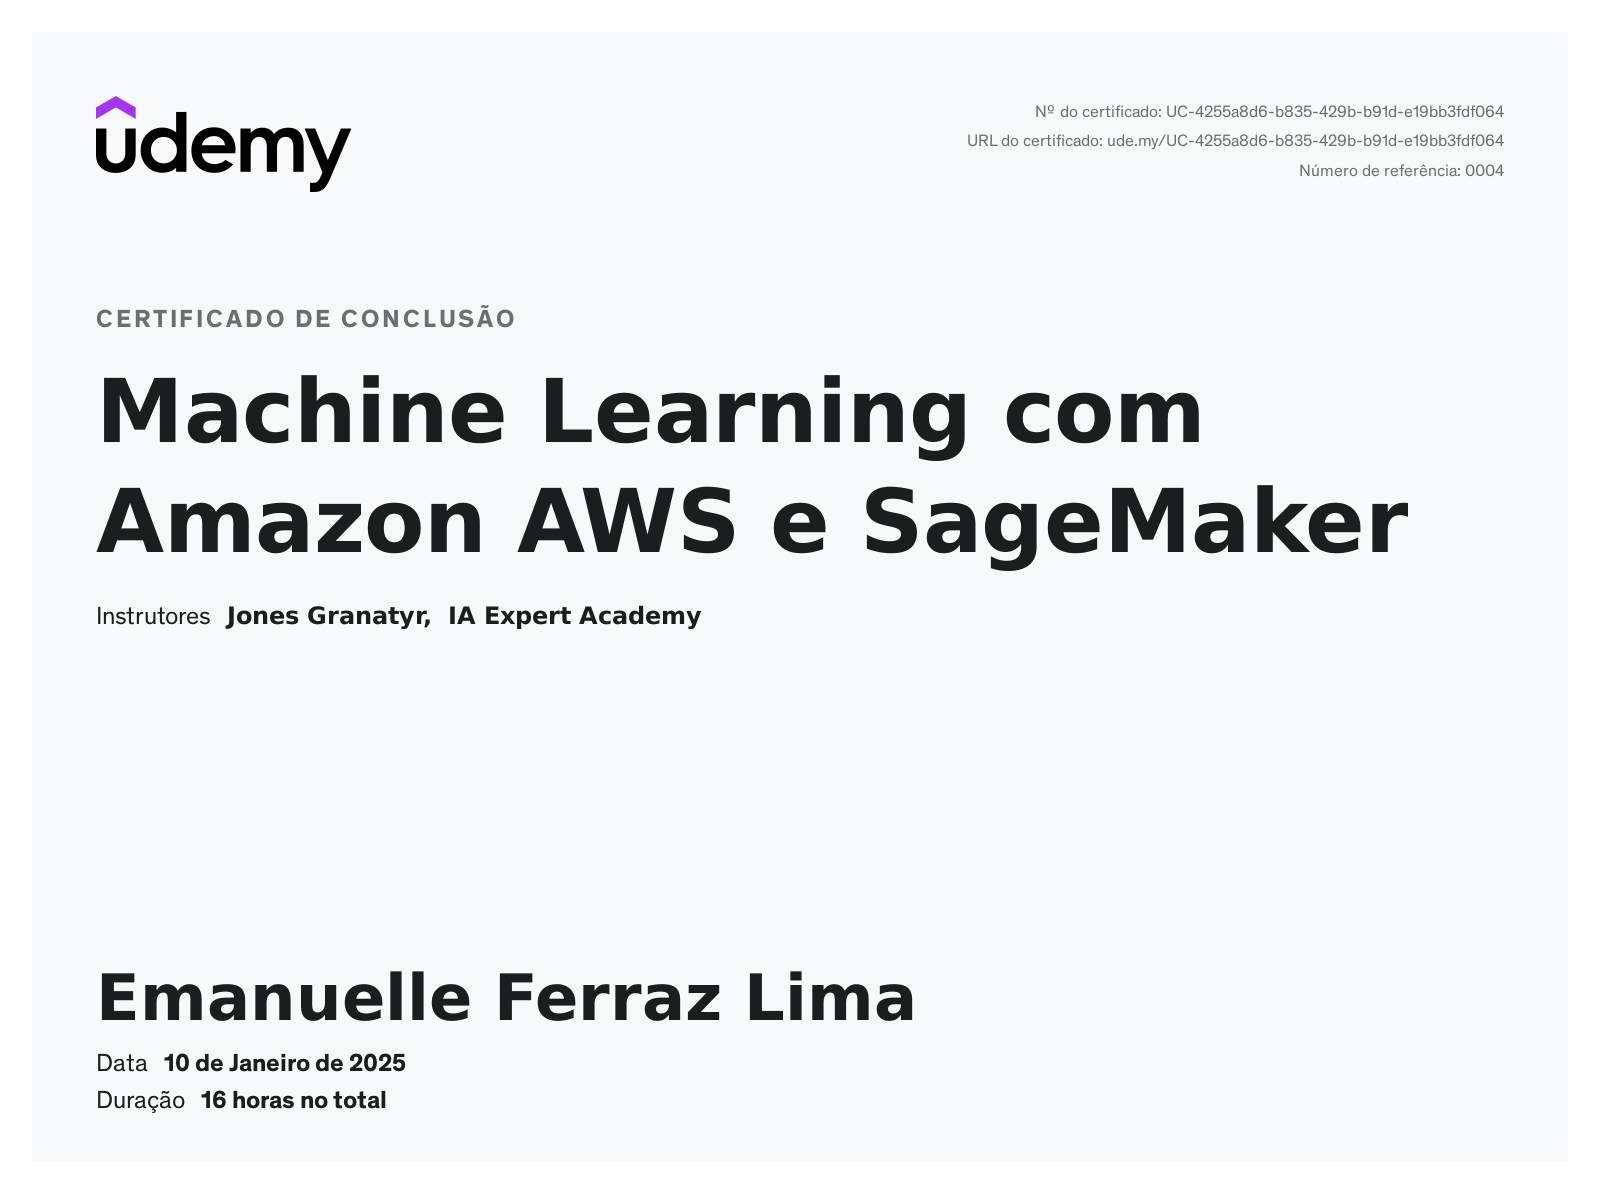 udemy
Nº do certificado: UC-4255a8d6-b835-429b-b91d-e19bb3fdf064
URL do certificado: ude.my/UC-4255a8d6-b835-429b-b91d-e19bb3fdf064
Número de referência: 0004
CERTIFICADO DE CONCLUSÃO
Machine Learning com
Amazon AWS e SageMaker
Instrutores Jones Granatyr, IA Expert Academy
Emanuelle Ferraz Lima
Data 10 de Janeiro de 2025
Duração 16 horas no total